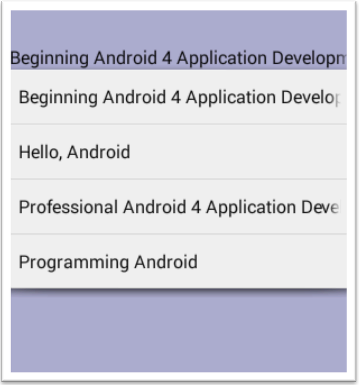 Beginning Android 4 Application Developm
Beginning Android 4 Application Develop
Hello, Android
Professional Android 4 Application Deve
Programming Android